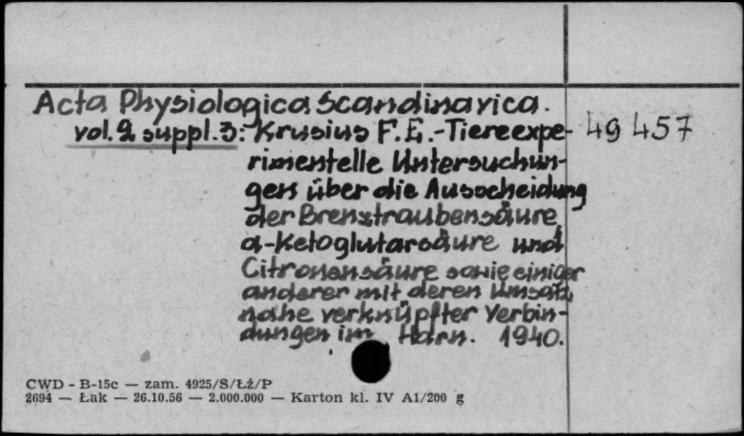 Acta Physiologica Scandinavica.
vol. 2 suppl. 3: Krusius F.E. - Tiereexpe- 49 457
rimentelle Untersuchun-
gen über die Ausscheidung
der Brenztraubensäure
α-Ketoglutarsäure und
Citronensäure sowie einiger
anderer mit deren Umsatz
nahe verknüpfter Verbin-
dungen im Harn. 1940.
CWD - B-15c — zam. 4925/S/Łź/P
2694 — Łak — 26.10.56 — 2.000.000 — Karton kl. IV A1/200 g